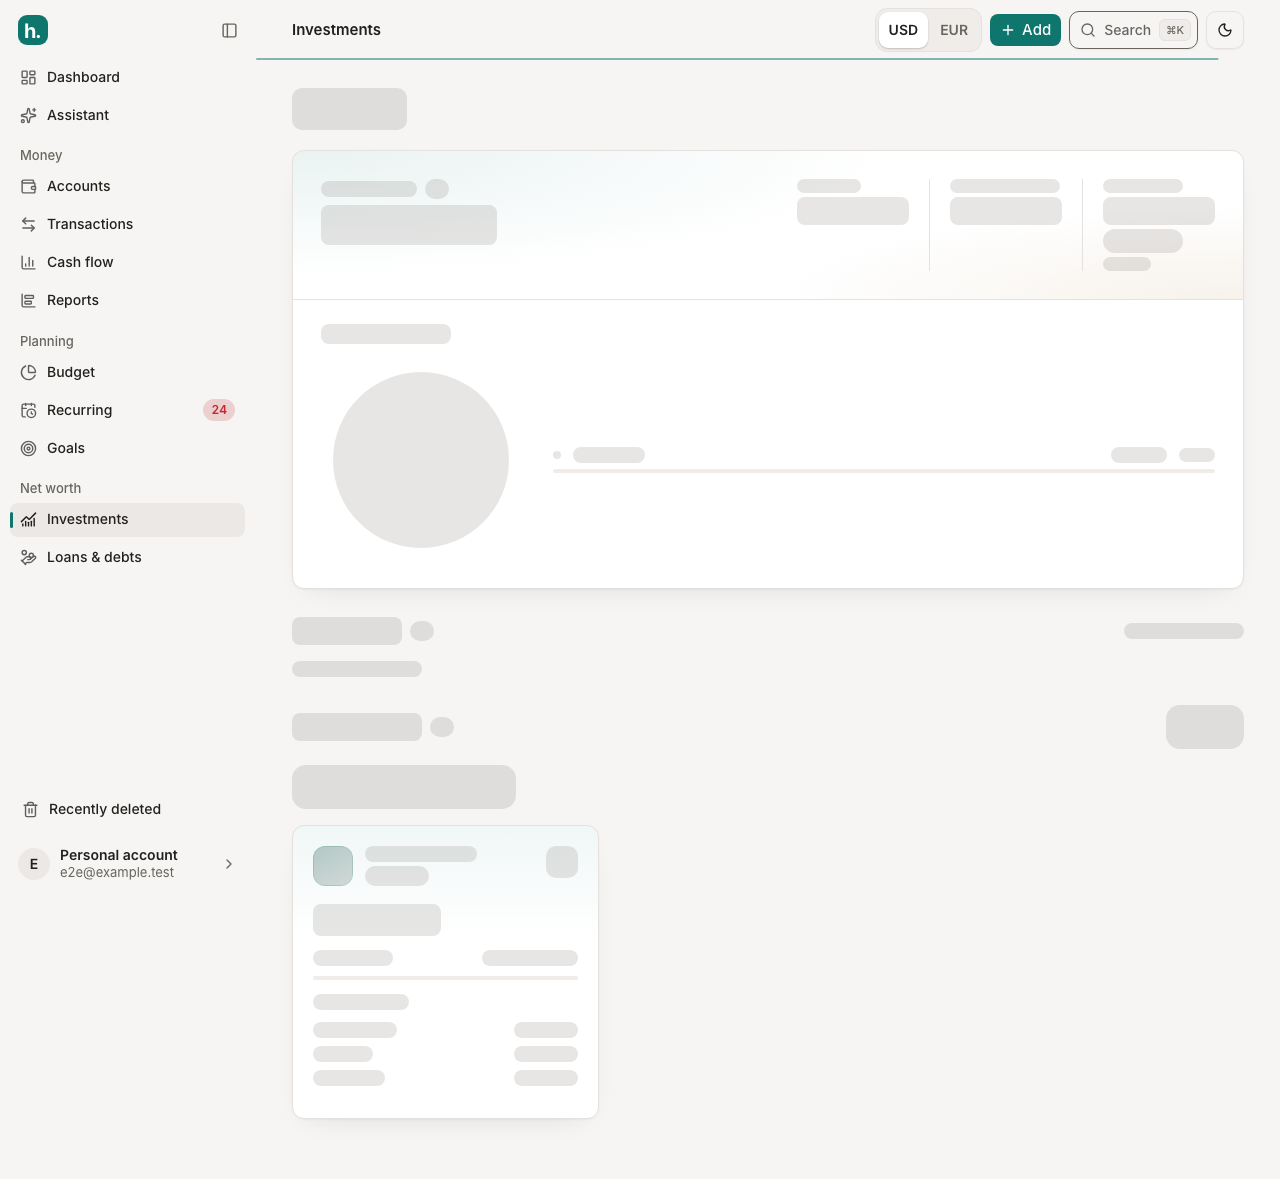 h.
Dashboard
Assistant
Money
Accounts
Transactions
Cash flow
Reports
Planning
Budget
Recurring 24
Goals
Net worth
Investments
Loans & debts
Recently deleted
E Personal account
e2e@example.test
Investments
USD EUR
Add
Search ⌘K